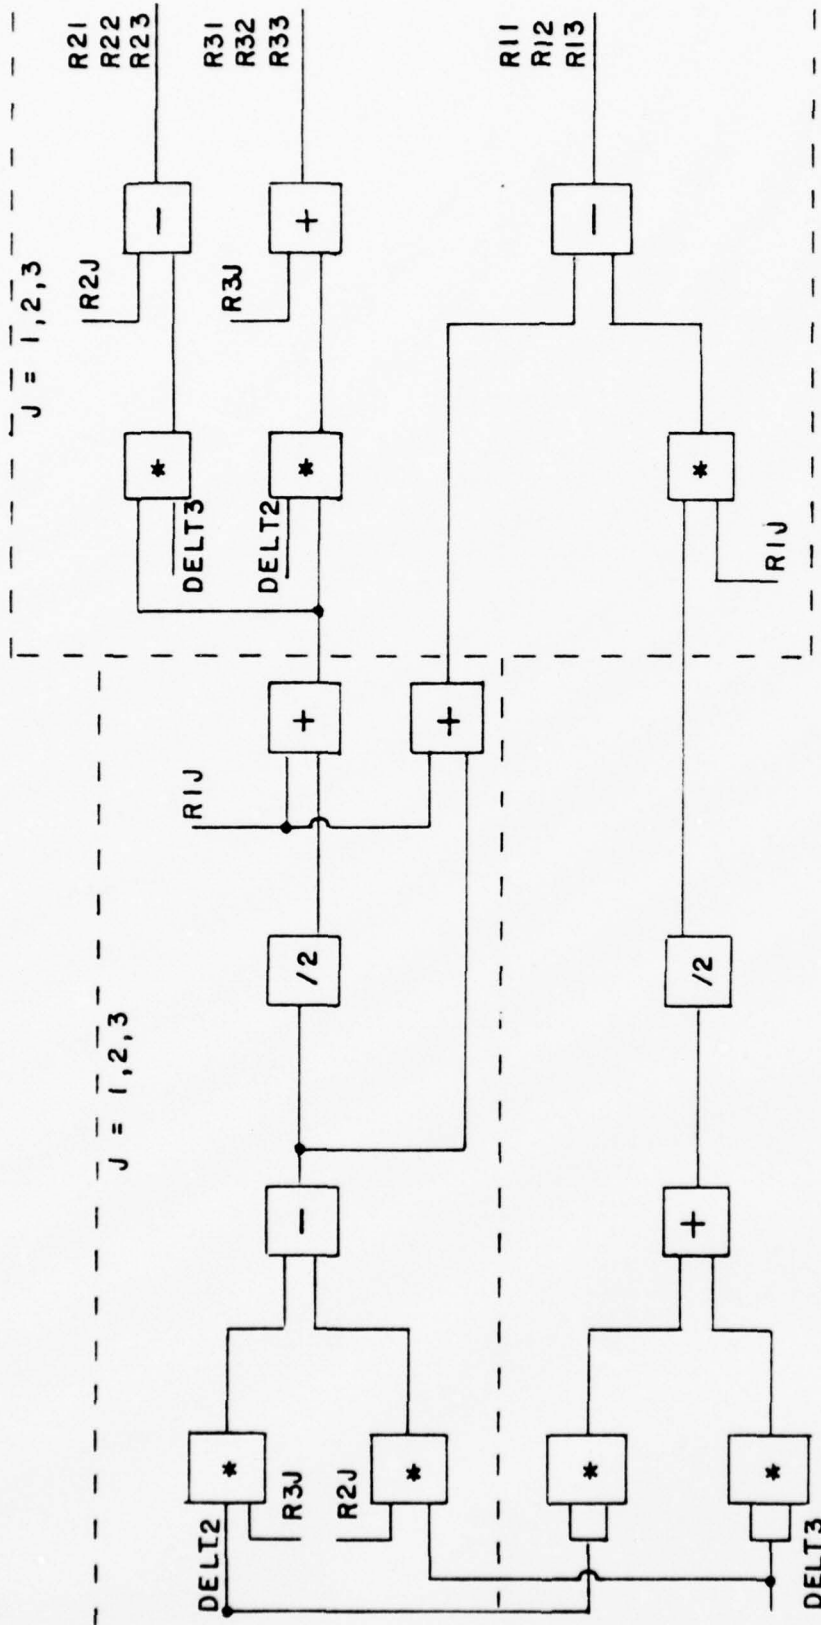 J = 1,2,3
R21
R22
R23
R2J
-
*
DELT3
J = 1,2,3
R31
R32
R33
R3J
+
*
DELT2
R1J
+
/2
-
*
DELT2
R3J
R2J
*
+
R11
R12
R13
-
*
R1J
/2
+
*
*
DELT3